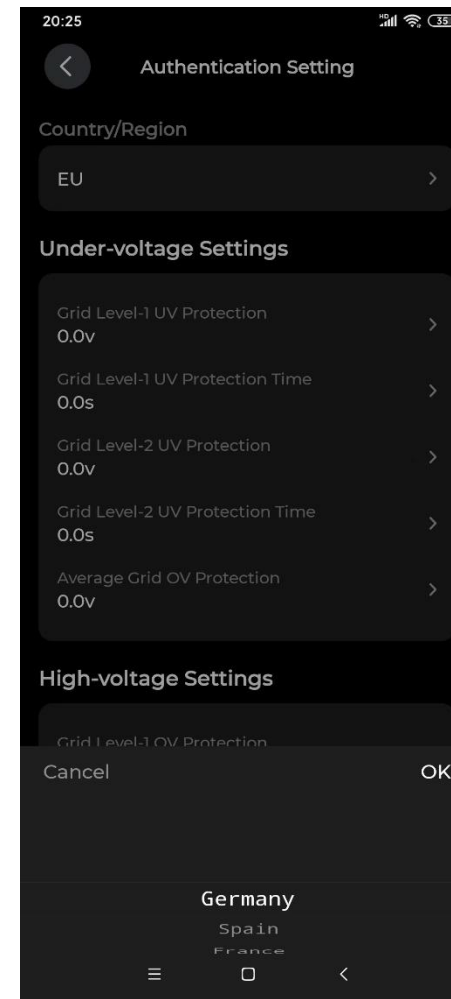 20:25
HD
35
Authentication Setting
Country/Region
EU
Under-voltage Settings
Grid Level-1 UV Protection
0.0v
Grid Level-1 UV Protection Time
0.0s
Grid Level-2 UV Protection
0.0v
Grid Level-2 UV Protection Time
0.0s
Average Grid OV Protection
0.0v
High-voltage Settings
Grid Level-1 OV Protection
Cancel
OK
Germany
Spain
France